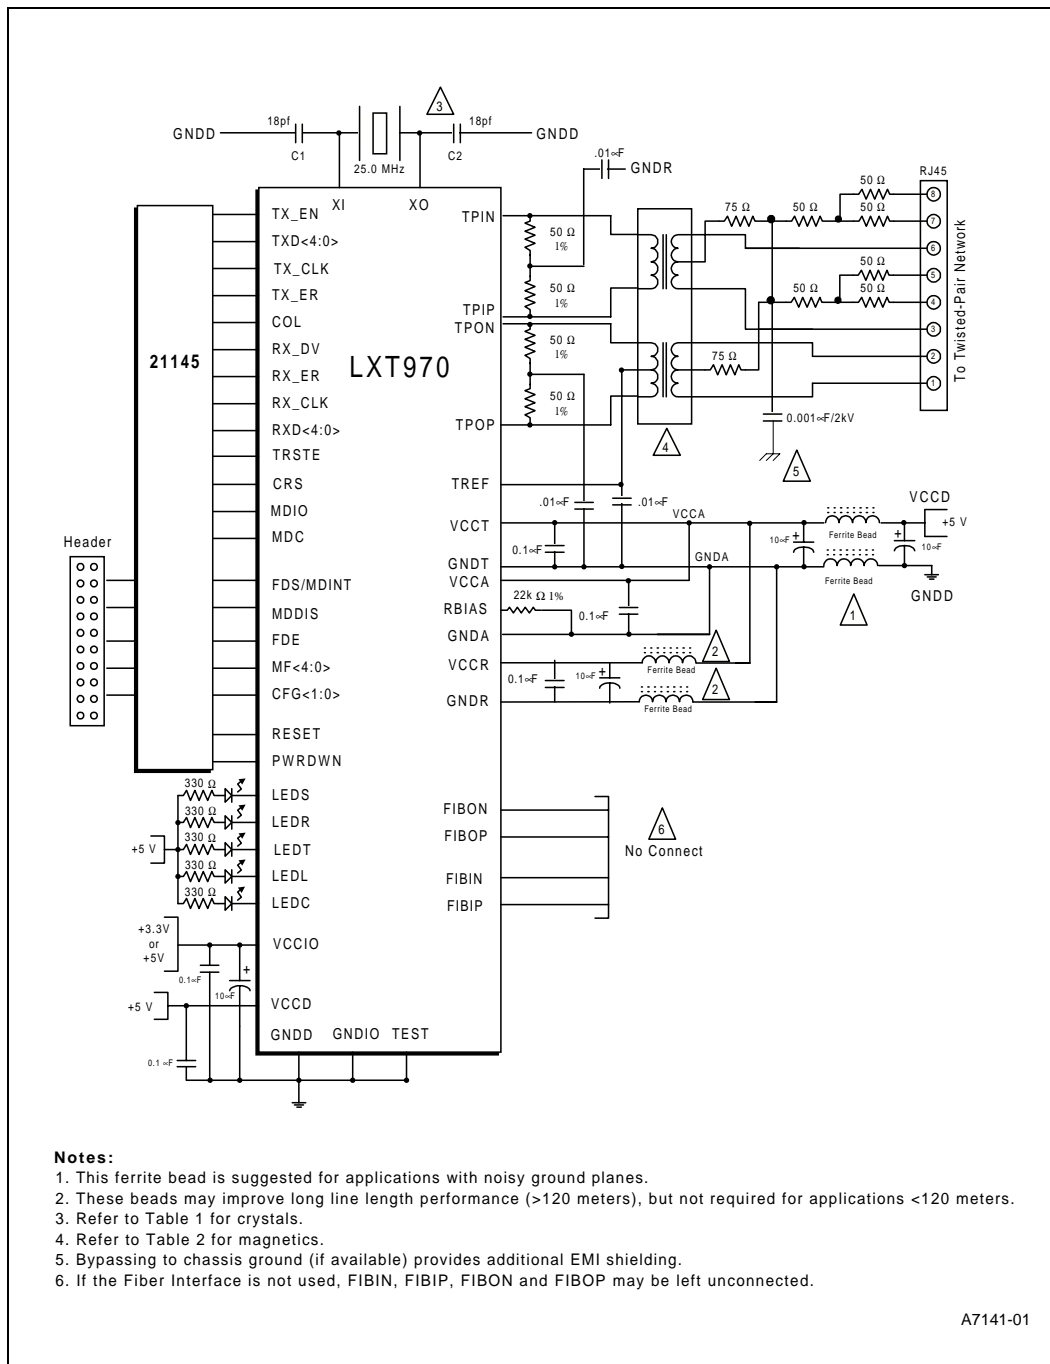 3
18pf
18pf
GNDD
GNDD
C1
C2
25.0 MHz
.01∝F
GNDR
RJ45
XI
XO
21145
LXT970
TX_EN
TXD<4:0>
TX_CLK
TX_ER
COL
RX_DV
RX_ER
RX_CLK
RXD<4:0>
TRSTE
CRS
MDIO
MDC
FDS/MDINT
MDDIS
FDE
MF<4:0>
CFG<1:0>
RESET
PWRDWN
LEDS
LEDR
LEDT
LEDL
LEDC
VCCIO
VCCD
GNDD
GNDIO
TEST
Header
330 Ω
330 Ω
330 Ω
330 Ω
330 Ω
+5 V
+3.3V
or
+5V
0.1∝F
+
10∝F
+5 V
0.1 ∝F
TPIN
TPIP
TPON
TPOP
TREF
VCCT
GNDT
VCCA
RBIAS
GNDA
VCCR
GNDR
FIBON
FIBOP
FIBIN
FIBIP
50 Ω
1%
50 Ω
1%
50 Ω
1%
50 Ω
1%
4
75 Ω
50 Ω
50 Ω
50 Ω
50 Ω
50 Ω
50 Ω
75 Ω
8
7
6
5
4
3
2
1
To Twisted-Pair Network
0.001∝F/2kV
5
.01∝F
.01∝F
VCCA
VCCD
+5 V
0.1∝F
10∝F
+
Ferrite Bead
+
10∝F
GNDA
Ferrite Bead
GNDD
1
22k Ω 1%
0.1∝F
2
Ferrite Bead
0.1∝F
10∝F
+
2
Ferrite Bead
6
No Connect
Notes:
1. This ferrite bead is suggested for applications with noisy ground planes.
2. These beads may improve long line length performance (>120 meters), but not required for applications <120 meters.
3. Refer to Table 1 for crystals.
4. Refer to Table 2 for magnetics.
5. Bypassing to chassis ground (if available) provides additional EMI shielding.
6. If the Fiber Interface is not used, FIBIN, FIBIP, FIBON and FIBOP may be left unconnected.
A7141-01